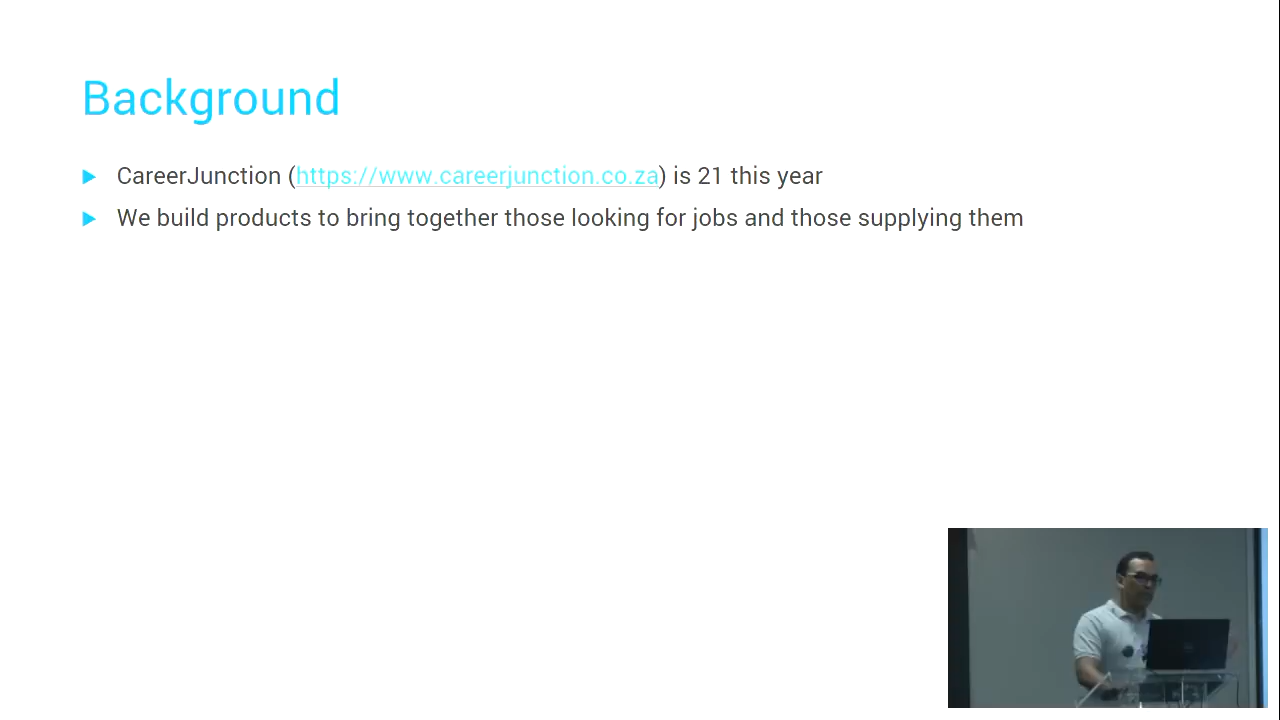 Background
CareerJunction (https://www.careerjunction.co.za) is 21 this year
We build products to bring together those looking for jobs and those supplying them